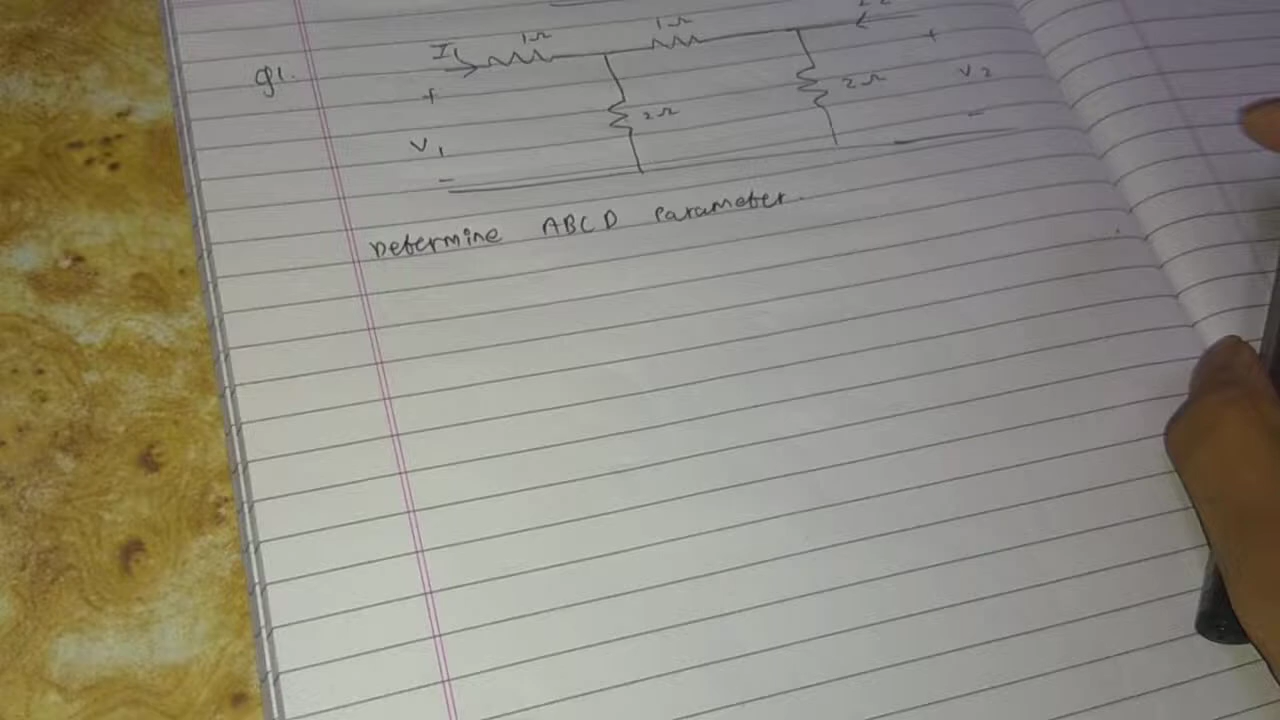 1Ω
I1 1Ω
Q1.
+ +
2Ω V2
2Ω
V1
- -
Determine ABCD Parameter.